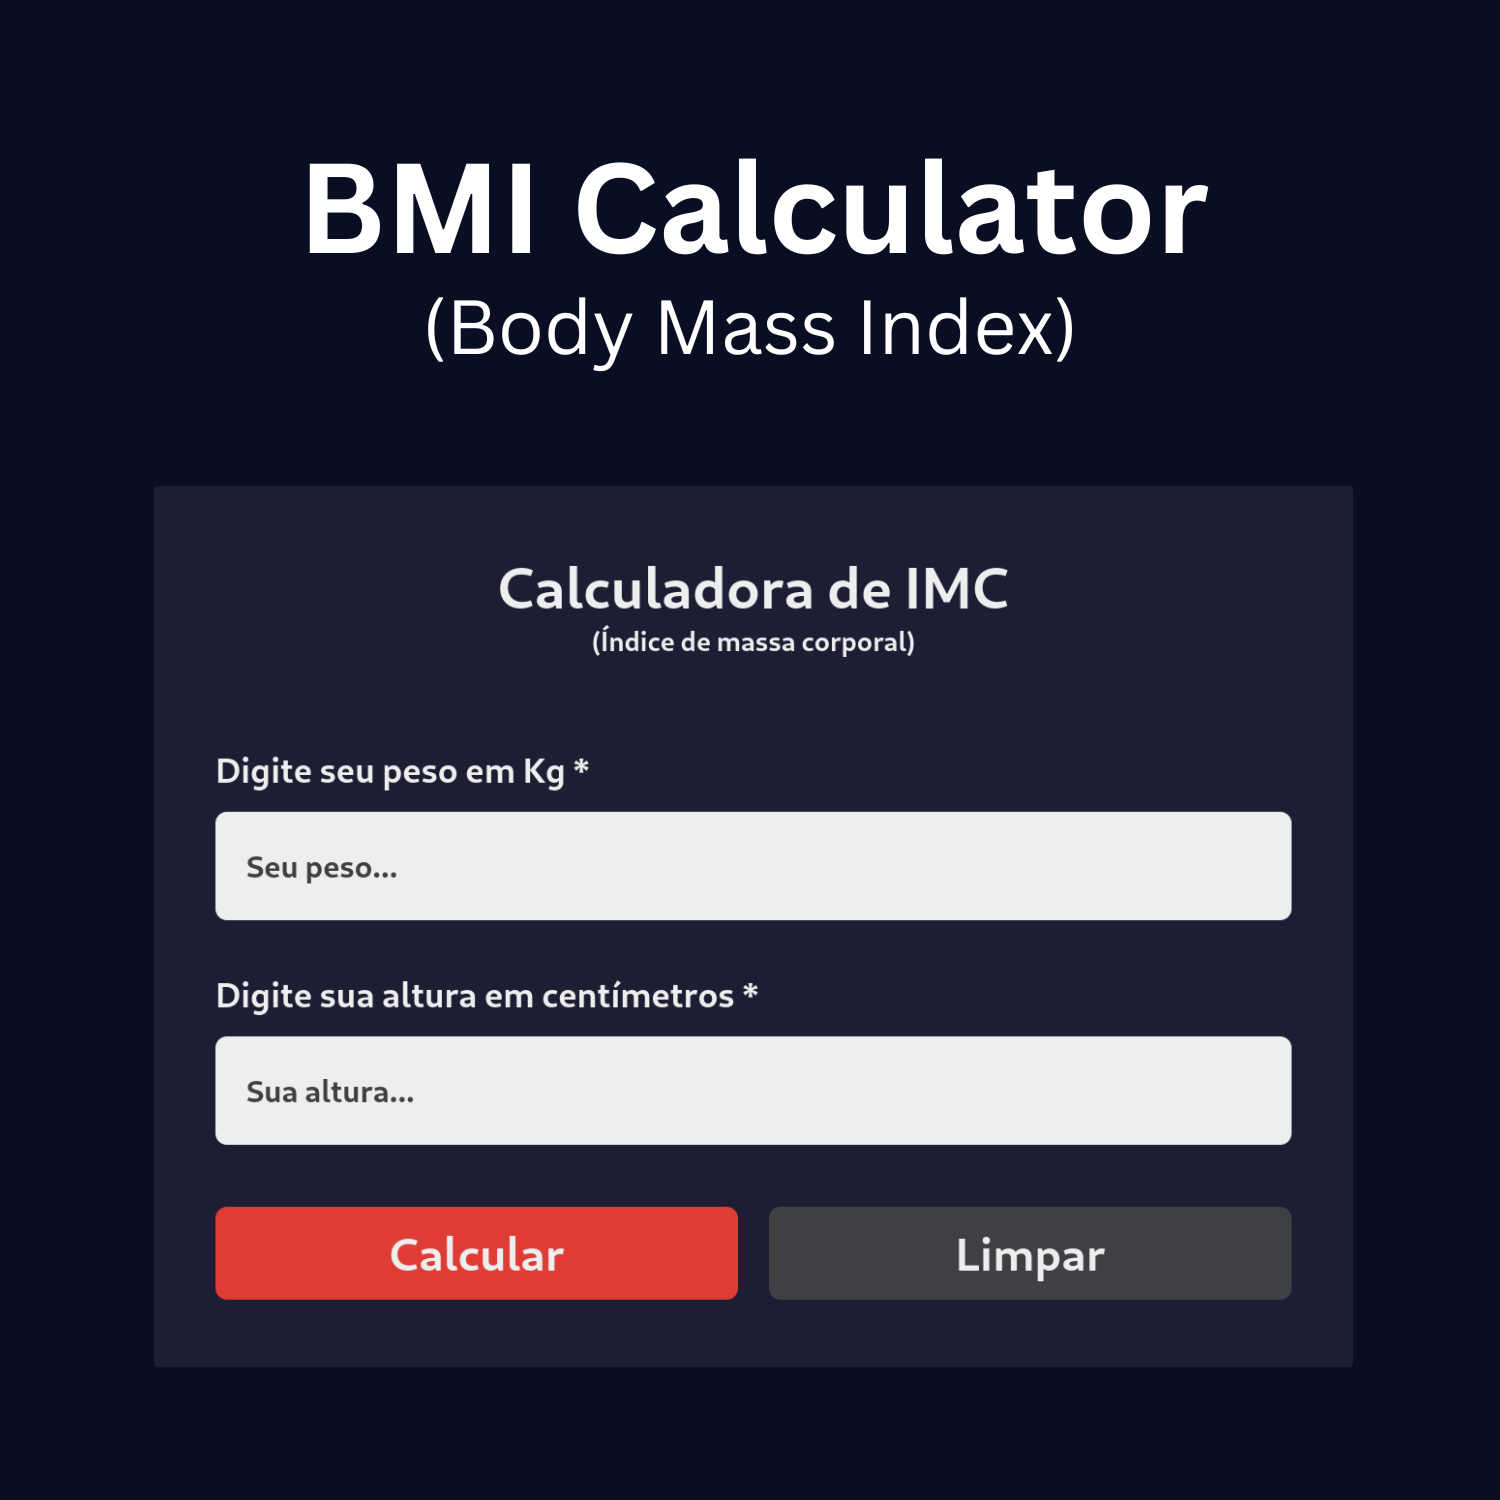 BMI Calculator
(Body Mass Index)
Calculadora de IMC
(Índice de massa corporal)
Digite seu peso em Kg *
Seu peso...
Digite sua altura em centímetros *
Sua altura...
Calcular
Limpar